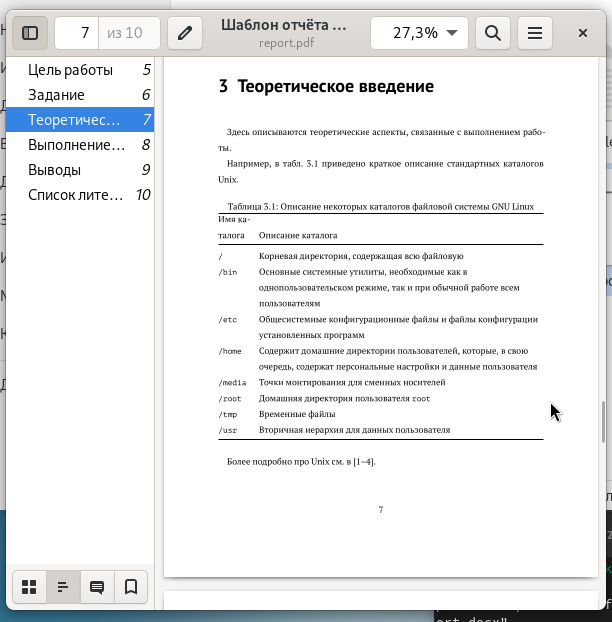 7 из 10
Шаблон отчёта ...
report.pdf
27,3%
Цель работы 5
Задание 6
Теоретичес... 7
Выполнение... 8
Выводы 9
Список лите... 10
3 Теоретическое введение
Здесь описываются теоретические аспекты, связанные с выполнением рабо-
ты.
Например, в табл. 3.1 приведено краткое описание стандартных каталогов
Unix.
Таблица 3.1: Описание некоторых каталогов файловой системы GNU Linux
Имя ка-
талога Описание каталога
/ Корневая директория, содержащая всю файловую
/bin Основные системные утилиты, необходимые как в
однопользовательском режиме, так и при обычной работе всем
пользователям
/etc Общесистемные конфигурационные файлы и файлы конфигурации
установленных программ
/home Содержит домашние директории пользователей, которые, в свою
очередь, содержат персональные настройки и данные пользователя
/media Точки монтирования для сменных носителей
/root Домашняя директория пользователя root
/tmp Временные файлы
/usr Вторичная иерархия для данных пользователя
Более подробно про Unix см. в [1–4].
7